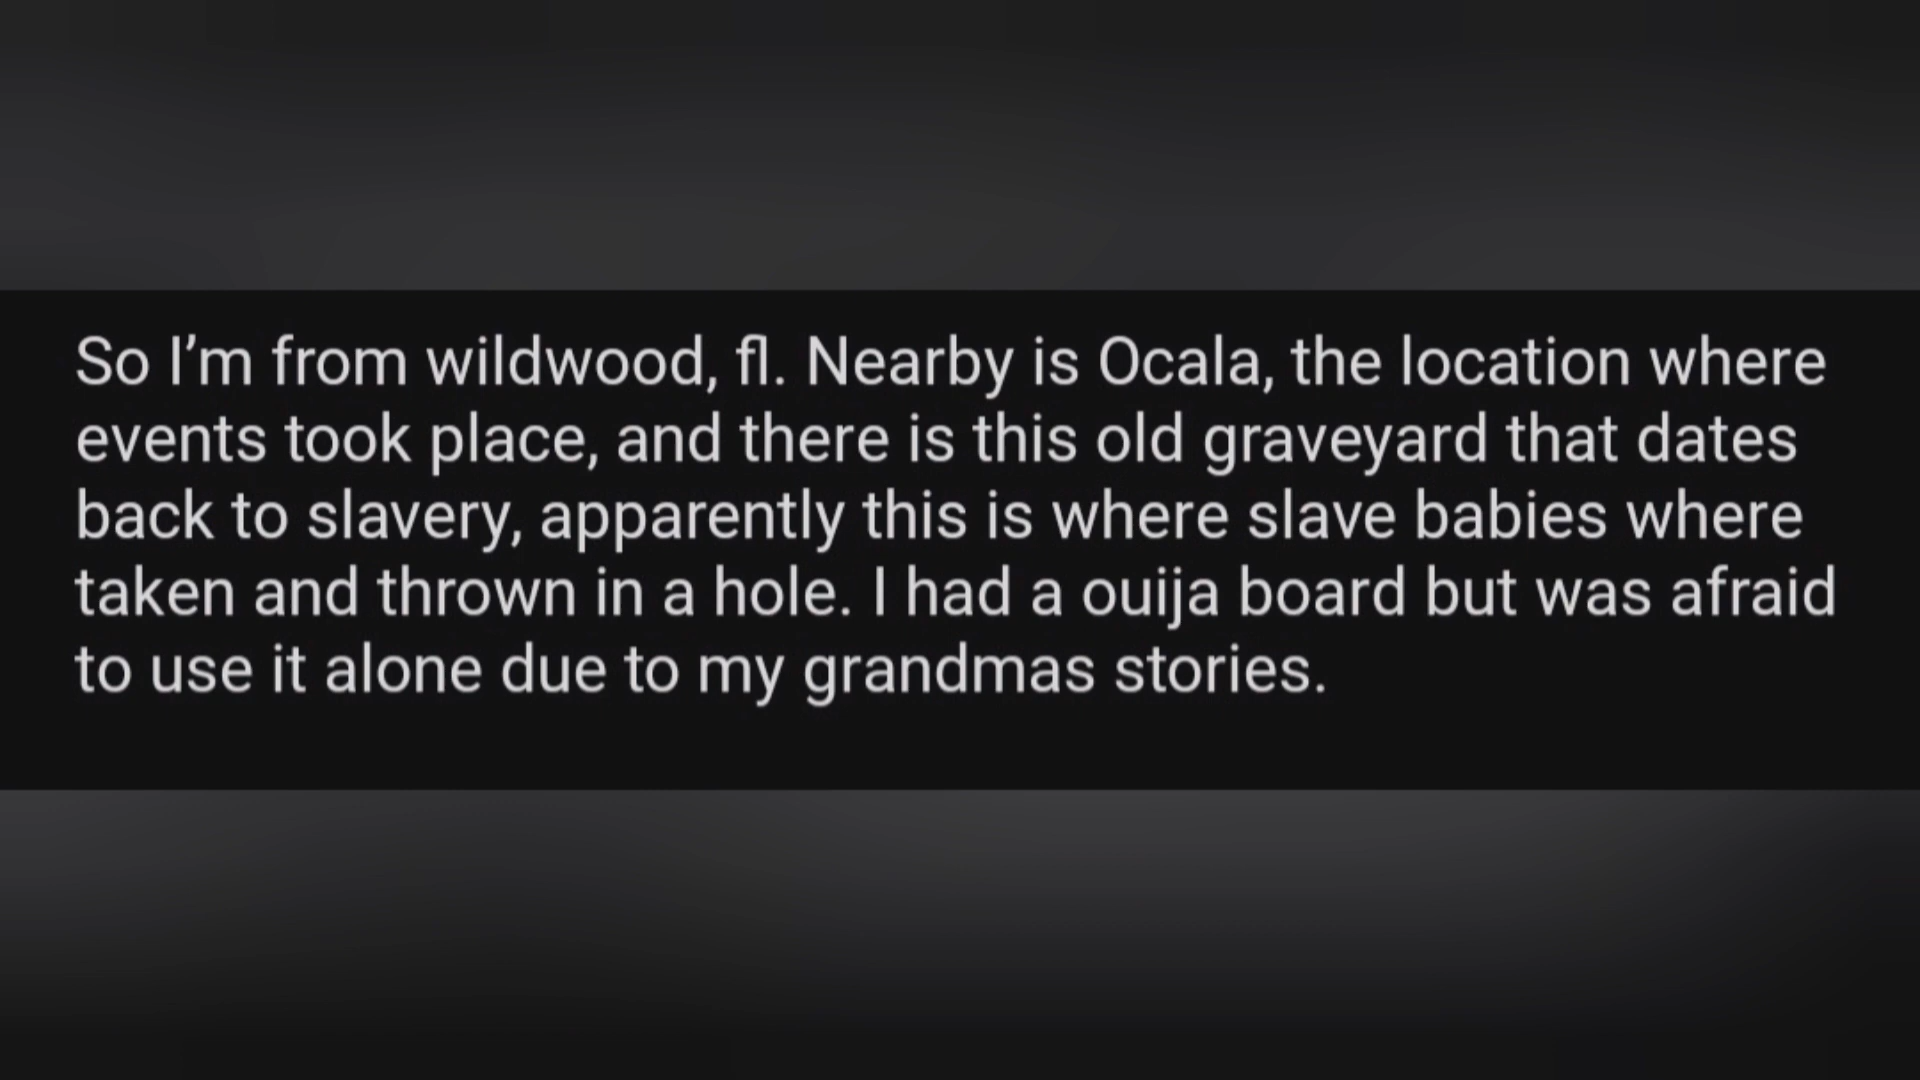 So I’m from wildwood, fl. Nearby is Ocala, the location where
events took place, and there is this old graveyard that dates
back to slavery, apparently this is where slave babies where
taken and thrown in a hole. I had a ouija board but was afraid
to use it alone due to my grandmas stories.